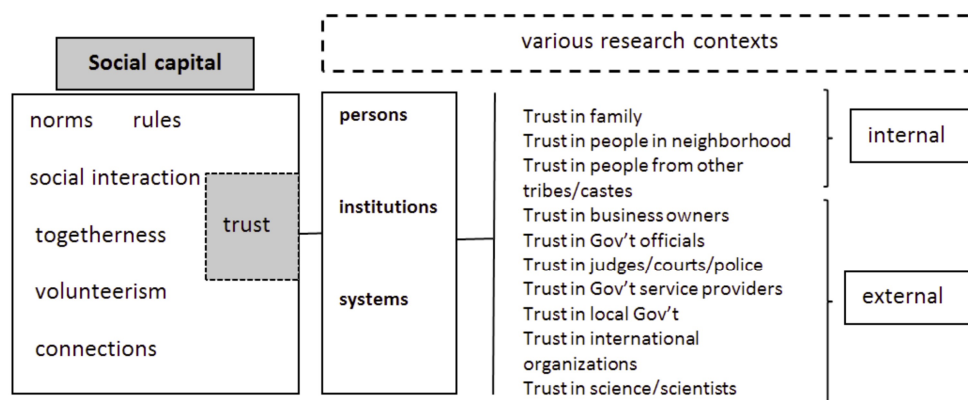 various research contexts
Social capital
norms rules
social interaction
togetherness
volunteerism
connections
trust
persons
institutions
systems
Trust in family
Trust in people in neighborhood
Trust in people from other
tribes/castes
Trust in business owners
Trust in Gov't officials
Trust in judges/courts/police
Trust in Gov't service providers
Trust in local Gov't
Trust in international
organizations
Trust in science/scientists
internal
external